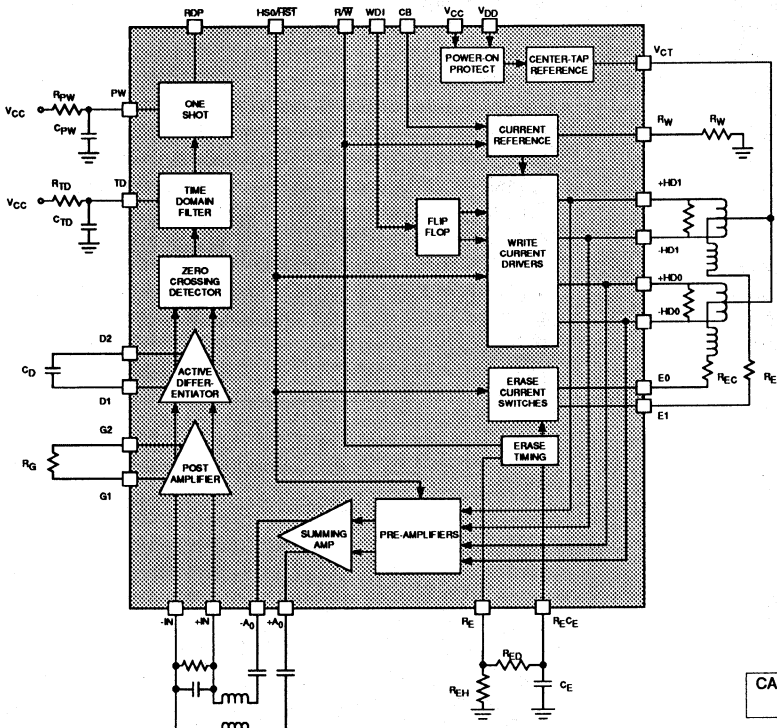 RDP
HS0/HST
R/W
WDI
CB
VCC
VDD
POWER-ON
PROTECT
CENTER-TAP
REFERENCE
VCT
PW
RPW
VCC
CPW
ONE
SHOT
CURRENT
REFERENCE
RW
RW
TD
RTD
VCC
CTD
TIME
DOMAIN
FILTER
FLIP
FLOP
WRITE
CURRENT
DRIVERS
+HD1
-HD1
ZERO
CROSSING
DETECTOR
+HD0
-HD0
D2
CD
D1
ACTIVE
DIFFER-
ENTIATOR
ERASE
CURRENT
SWITCHES
E0
E1
REC
RE
G2
RG
G1
POST
AMPLIFIER
ERASE
TIMING
SUMMING
AMP
PRE-AMPLIFIERS
-IN
+IN
-A0
+A0
RE
RECE
RED
REH
CE
CA